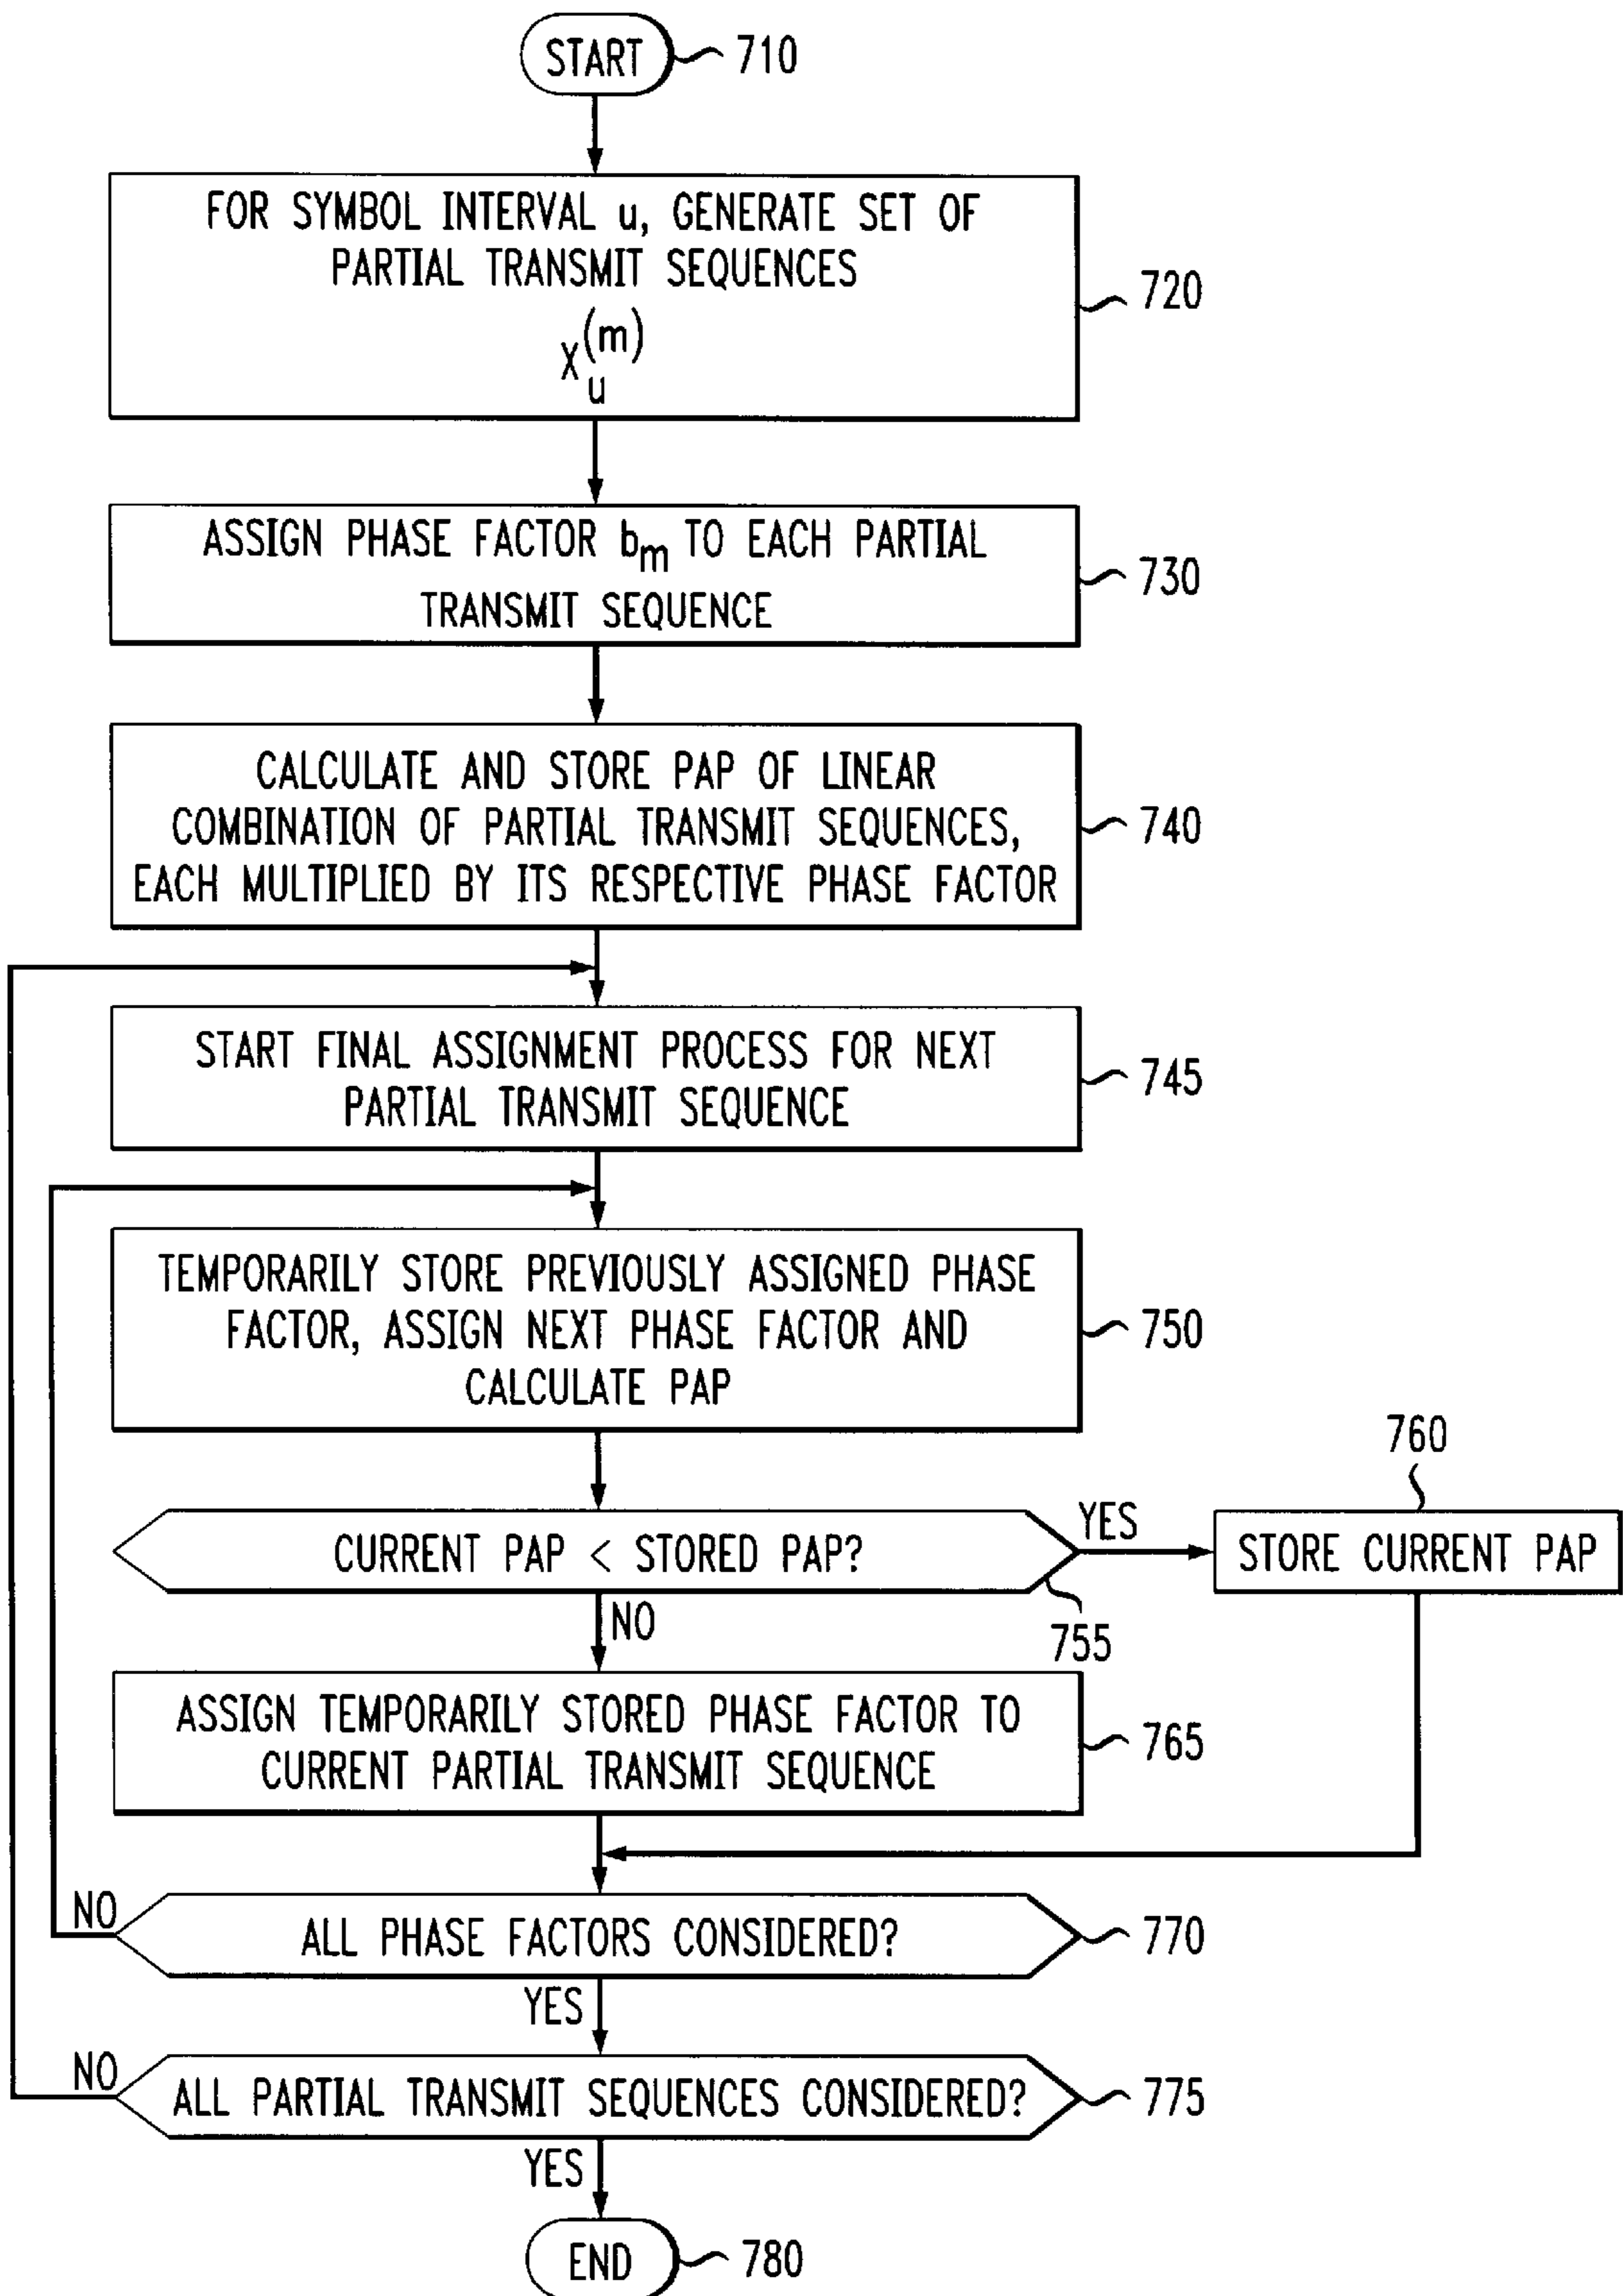 START
710
FOR SYMBOL INTERVAL u, GENERATE SET OF
PARTIAL TRANSMIT SEQUENCES
X_u^(m)
720
ASSIGN PHASE FACTOR b_m TO EACH PARTIAL
TRANSMIT SEQUENCE
730
CALCULATE AND STORE PAP OF LINEAR
COMBINATION OF PARTIAL TRANSMIT SEQUENCES,
EACH MULTIPLIED BY ITS RESPECTIVE PHASE FACTOR
740
START FINAL ASSIGNMENT PROCESS FOR NEXT
PARTIAL TRANSMIT SEQUENCE
745
TEMPORARILY STORE PREVIOUSLY ASSIGNED PHASE
FACTOR, ASSIGN NEXT PHASE FACTOR AND
CALCULATE PAP
750
CURRENT PAP < STORED PAP?
755
YES
760
STORE CURRENT PAP
NO
ASSIGN TEMPORARILY STORED PHASE FACTOR TO
CURRENT PARTIAL TRANSMIT SEQUENCE
765
NO
ALL PHASE FACTORS CONSIDERED?
770
YES
NO
ALL PARTIAL TRANSMIT SEQUENCES CONSIDERED?
775
YES
END
780